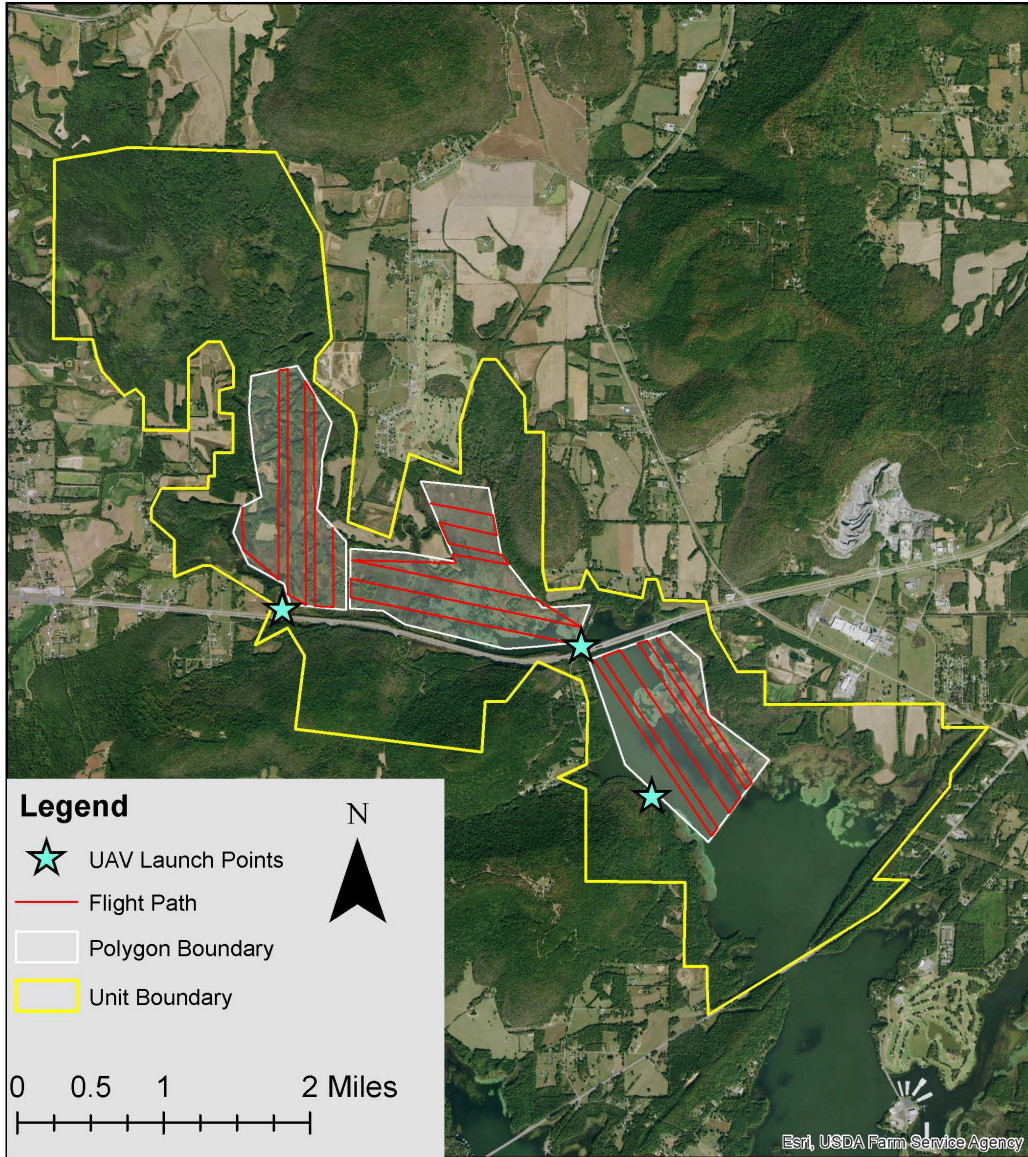 Legend
N
UAV Launch Points
Flight Path
Polygon Boundary
Unit Boundary
0 0.5 1 2 Miles
Esri, USDA Farm Service Agency